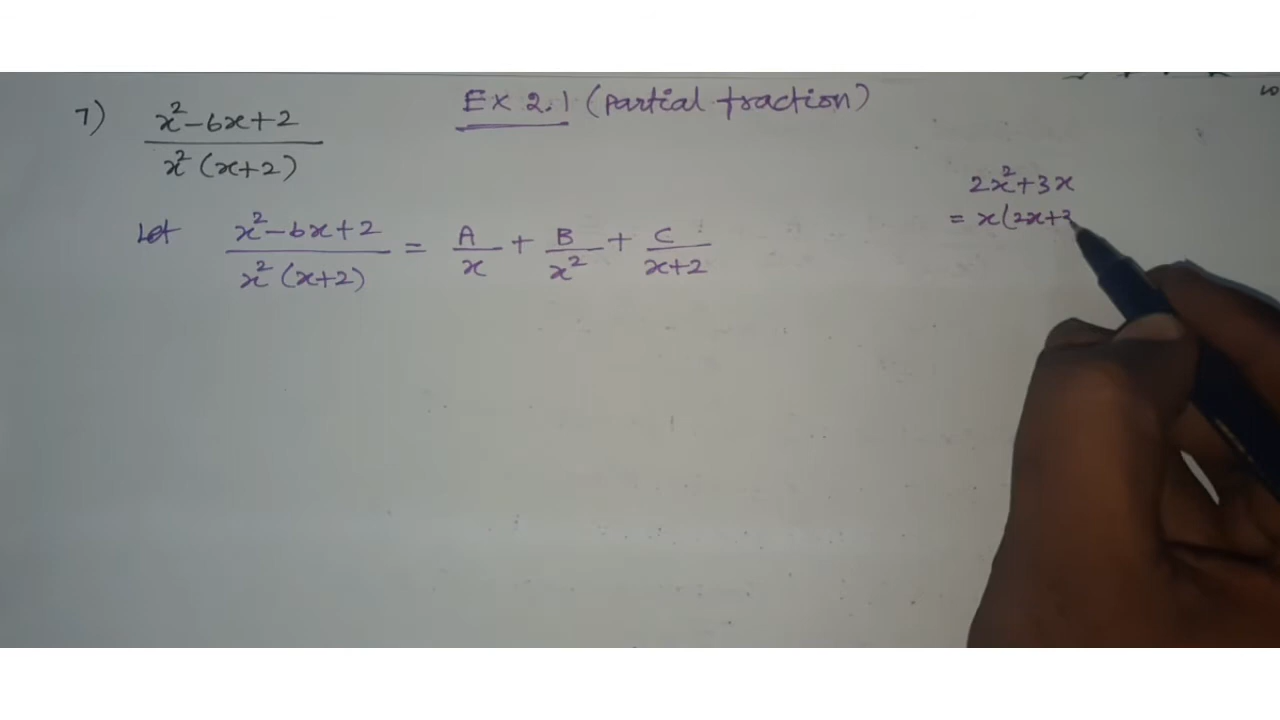 Ex 2.1 (Partial fraction)
7) x²-6x+2
x²(x+2)
Let x²-6x+2 / x²(x+2) = A/x + B/x² + C/x+2
2x²+3x
= x(2x+3